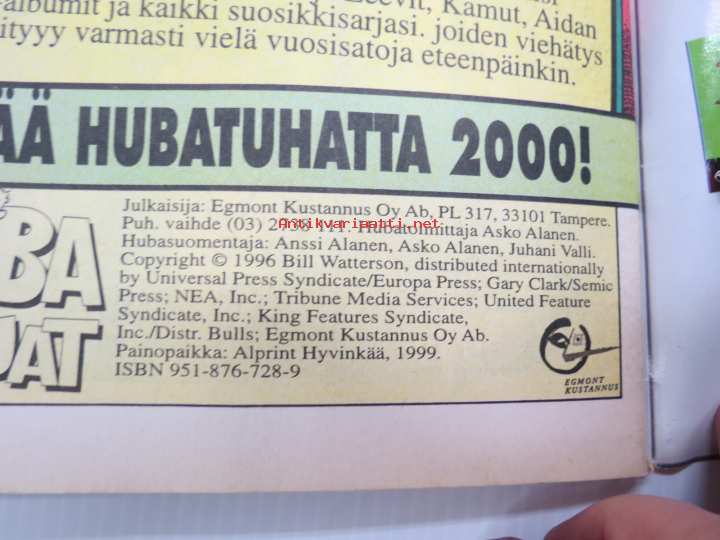 -albumit ja kaikki suosikkisarjasi. joiden viehätys
ityyy varmasti vielä vuosisatoja eteenpäinkin.
ÄÄ HUBATUHATTA 2000!
BA
UAT
Julkaisija: Egmont Kustannus Oy Ab, PL 317, 33101 Tampere.
Puh. vaihde (03) Hubatoimittaja Asko Alanen.
Antikvariaatti.net
Hubasuomentaja: Anssi Alanen, Asko Alanen, Juhani Valli.
Copyright © 1996 Bill Watterson, distributed internationally
by Universal Press Syndicate/Europa Press; Gary Clark/Semic
Press; NEA, Inc.; Tribune Media Services; United Feature
Syndicate, Inc.; King Features Syndicate,
Inc./Distr. Bulls; Egmont Kustannus Oy Ab.
Painopaikka: Alprint Hyvinkää, 1999.
ISBN 951-876-728-9
EGMONT
KUSTANNUS